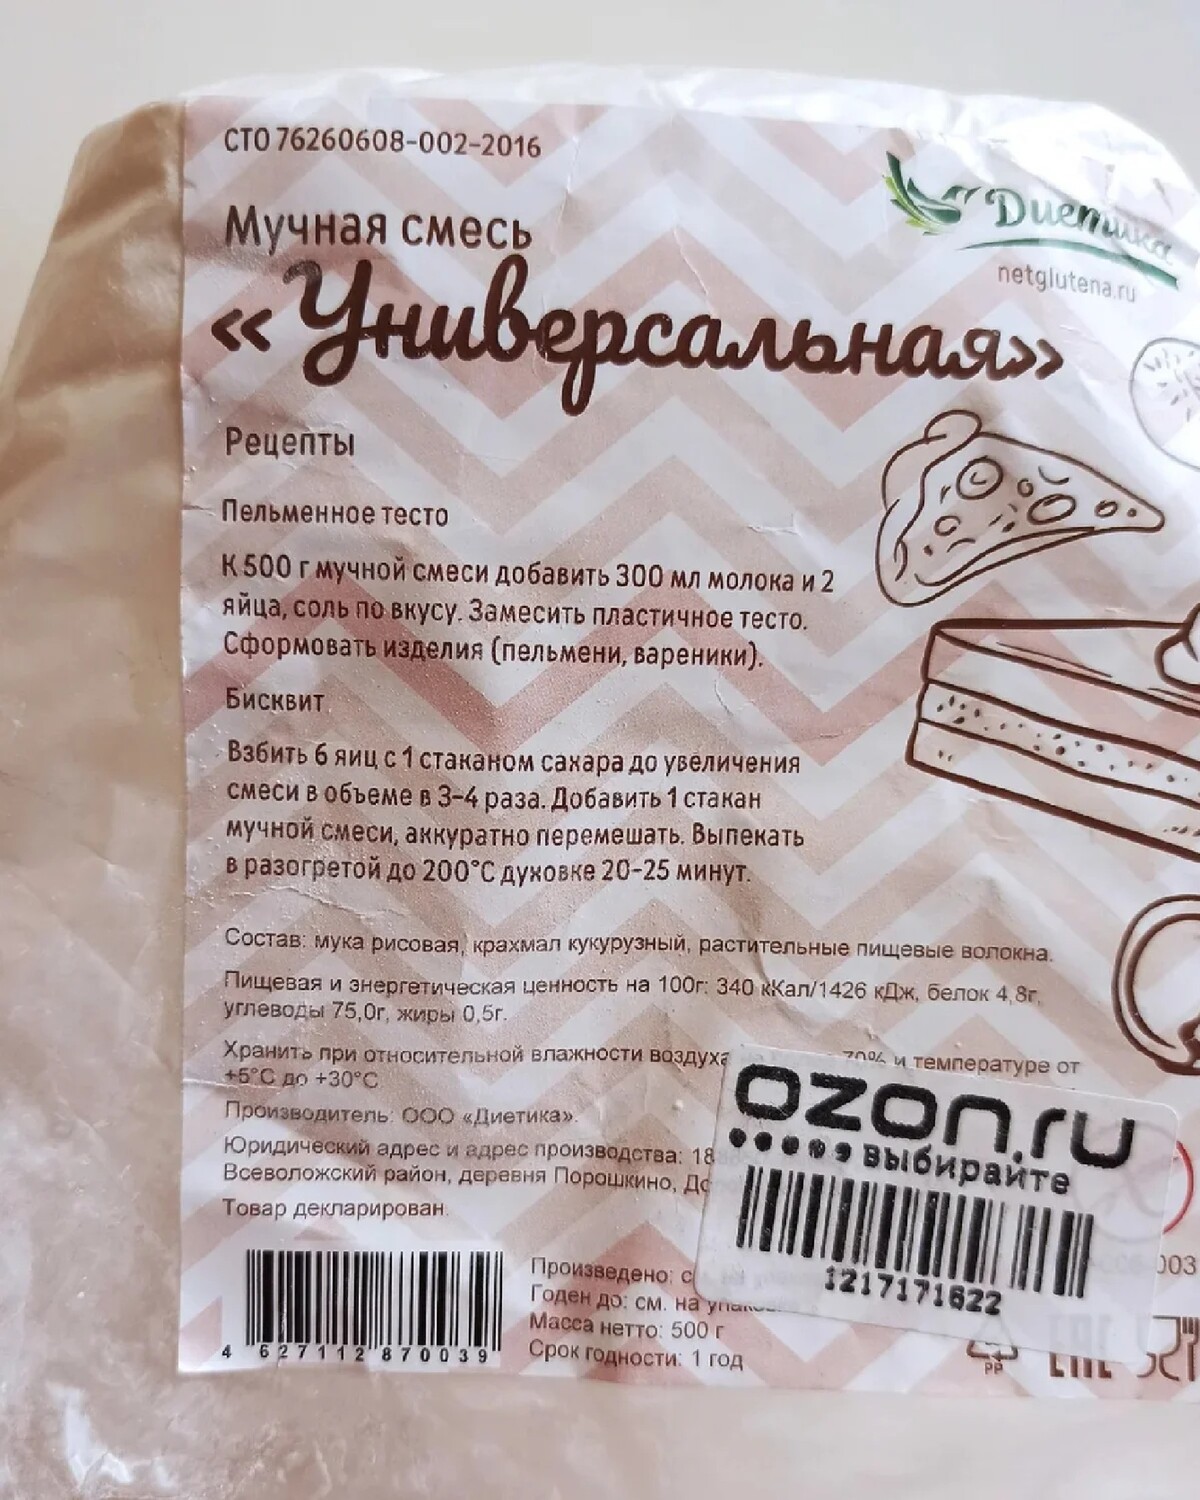 СТО 76260608-002-2016
Диетика
netglutena.ru
Мучная смесь
«Универсальная»
Рецепты
Пельменное тесто
К 500 г мучной смеси добавить 300 мл молока и 2
яйца, соль по вкусу. Замесить пластичное тесто.
Сформовать изделия (пельмени, вареники).
Бисквит
Взбить 6 яиц с 1 стаканом сахара до увеличения
смеси в объеме в 3-4 раза. Добавить 1 стакан
мучной смеси, аккуратно перемешать. Выпекать
в разогретой до 200°С духовке 20-25 минут.
Состав: мука рисовая, крахмал кукурузный, растительные пищевые волокна.
Пищевая и энергетическая ценность на 100г: 340 кКал/1426 кДж, белок 4,8г,
углеводы 75,0г, жиры 0,5г.
Хранить при относительной влажности воздуха 70% и температуре от
+5°С до +30°С
Производитель: ООО «Диетика».
Юридический адрес и адрес производства:
Всеволожский район, деревня Порошкино,
Товар декларирован.
ozon.ru
выбирайте
1217171622
4 627112 870039
Произведено:
Годен до: см. на
Масса нетто: 500 г
Срок годности: 1 год
003
PP